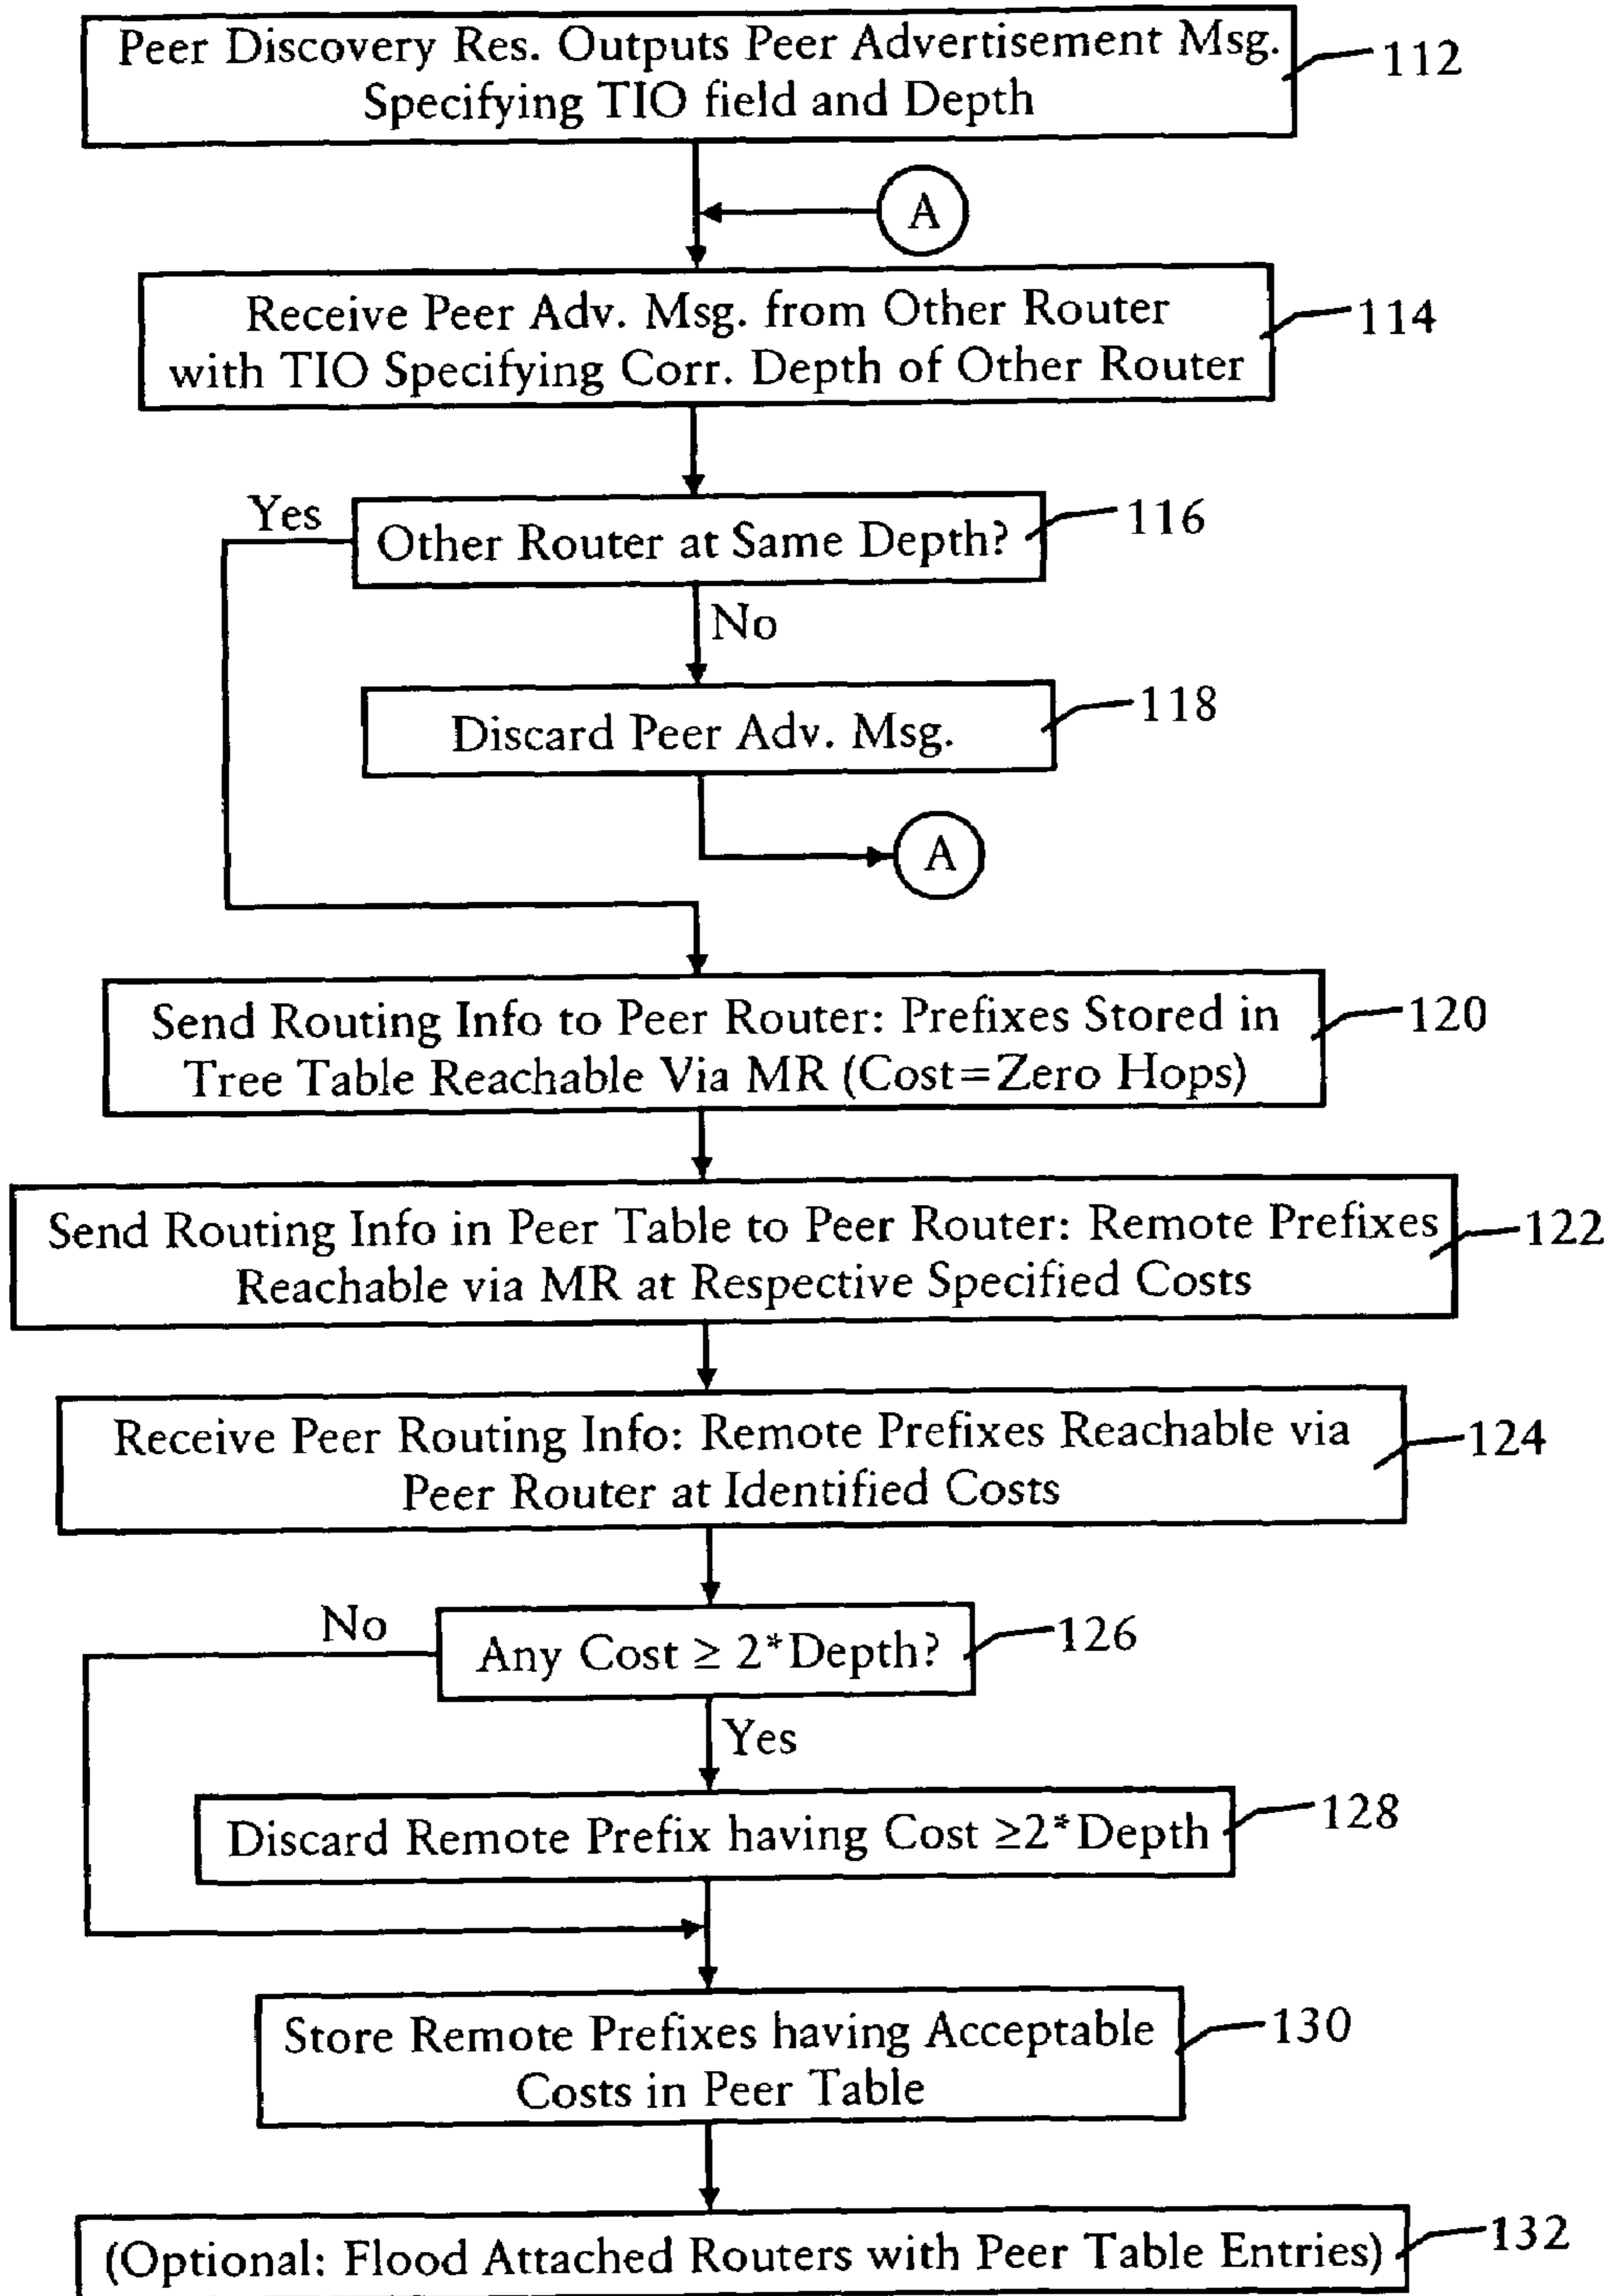 Peer Discovery Res. Outputs Peer Advertisement Msg.
Specifying TIO field and Depth
112
A
Receive Peer Adv. Msg. from Other Router
with TIO Specifying Corr. Depth of Other Router
114
Yes
Other Router at Same Depth?
116
No
Discard Peer Adv. Msg.
118
A
Send Routing Info to Peer Router: Prefixes Stored in
Tree Table Reachable Via MR (Cost=Zero Hops)
120
Send Routing Info in Peer Table to Peer Router: Remote Prefixes
Reachable via MR at Respective Specified Costs
122
Receive Peer Routing Info: Remote Prefixes Reachable via
Peer Router at Identified Costs
124
No
Any Cost ≥ 2*Depth?
126
Yes
Discard Remote Prefix having Cost ≥2*Depth
128
Store Remote Prefixes having Acceptable
Costs in Peer Table
130
(Optional: Flood Attached Routers with Peer Table Entries)
132